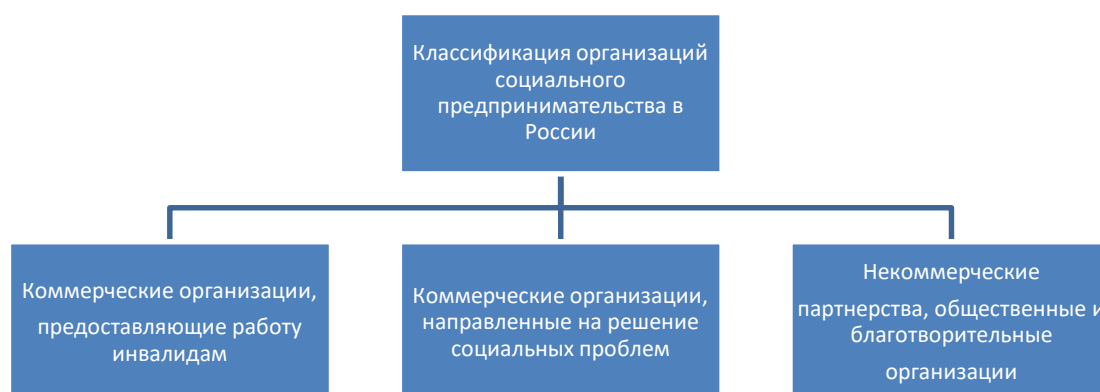 Классификация организаций
социального
предпринимательства в
России
Коммерческие организации,
предоставляющие работу
инвалидам
Коммерческие организации,
направленные на решение
социальных проблем
Некоммерческие
партнерства, общественные и
благотворительные
организации